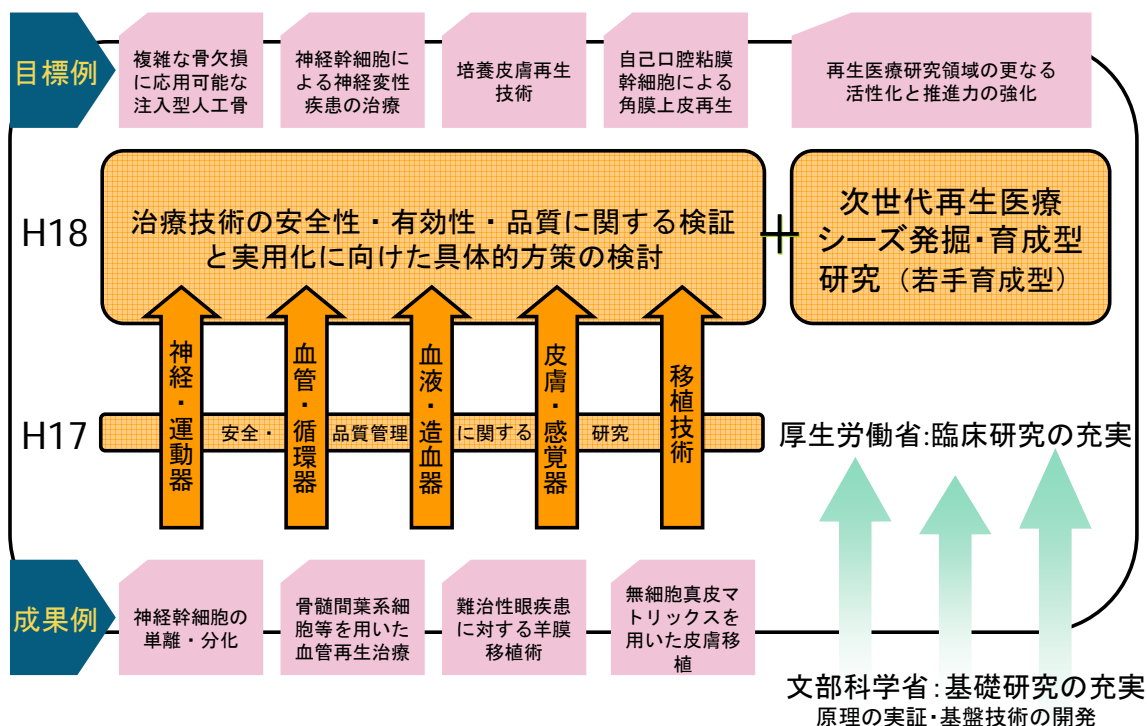 目標例
複雑な骨欠損
に応用可能な
注入型人工骨
神経幹細胞に
よる神経変性
疾患の治療
培養皮膚再生
技術
自己口腔粘膜
幹細胞による
角膜上皮再生
再生医療研究領域の更なる
活性化と推進力の強化
H18
治療技術の安全性・有効性・品質に関する検証
と実用化に向けた具体的方策の検討
+
次世代再生医療
シーズ発掘・育成型
研究（若手育成型）
神経・運動器
血管・循環器
血液・造血器
皮膚・感覚器
移植技術
H17
安全・品質管理に関する研究
厚生労働省:臨床研究の充実
成果例
神経幹細胞の
単離・分化
骨髄間葉系細
胞等を用いた
血管再生治療
難治性眼疾患
に対する羊膜
移植術
無細胞真皮マ
トリックスを
用いた皮膚移
植
文部科学省:基礎研究の充実
原理の実証・基盤技術の開発